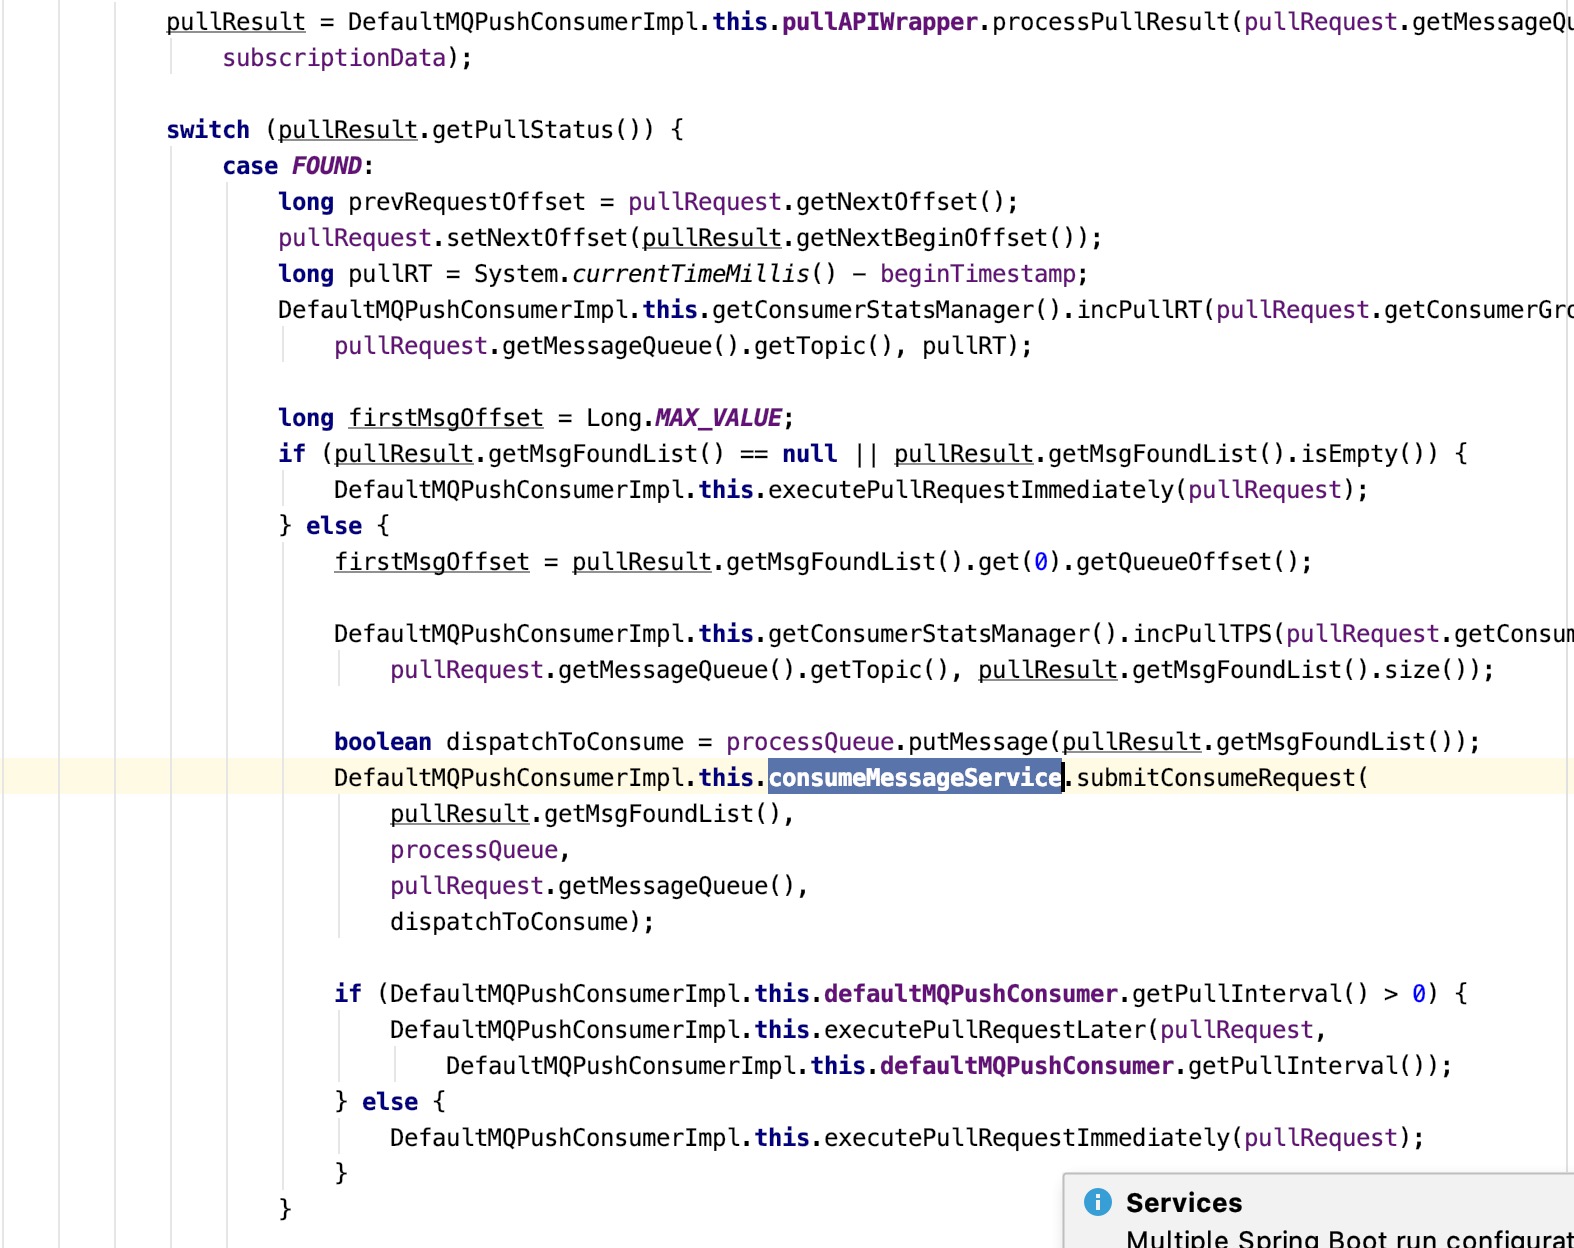 pullResult = DefaultMQPushConsumerImpl.this.pullAPIWrapper.processPullResult(pullRequest.getMessageQu
subscriptionData);
switch (pullResult.getPullStatus()) {
case FOUND:
long prevRequestOffset = pullRequest.getNextOffset();
pullRequest.setNextOffset(pullResult.getNextBeginOffset());
long pullRT = System.currentTimeMillis() - beginTimestamp;
DefaultMQPushConsumerImpl.this.getConsumerStatsManager().incPullRT(pullRequest.getConsumerGro
pullRequest.getMessageQueue().getTopic(), pullRT);
long firstMsgOffset = Long.MAX_VALUE;
if (pullResult.getMsgFoundList() == null || pullResult.getMsgFoundList().isEmpty()) {
DefaultMQPushConsumerImpl.this.executePullRequestImmediately(pullRequest);
} else {
firstMsgOffset = pullResult.getMsgFoundList().get(0).getQueueOffset();
DefaultMQPushConsumerImpl.this.getConsumerStatsManager().incPullTPS(pullRequest.getConsum
pullRequest.getMessageQueue().getTopic(), pullResult.getMsgFoundList().size());
boolean dispatchToConsume = processQueue.putMessage(pullResult.getMsgFoundList());
DefaultMQPushConsumerImpl.this.consumeMessageService.submitConsumeRequest(
pullResult.getMsgFoundList(),
processQueue,
pullRequest.getMessageQueue(),
dispatchToConsume);
if (DefaultMQPushConsumerImpl.this.defaultMQPushConsumer.getPullInterval() > 0) {
DefaultMQPushConsumerImpl.this.executePullRequestLater(pullRequest,
DefaultMQPushConsumerImpl.this.defaultMQPushConsumer.getPullInterval());
} else {
DefaultMQPushConsumerImpl.this.executePullRequestImmediately(pullRequest);
}
}
Services
Multiple Spring Boot run configurat